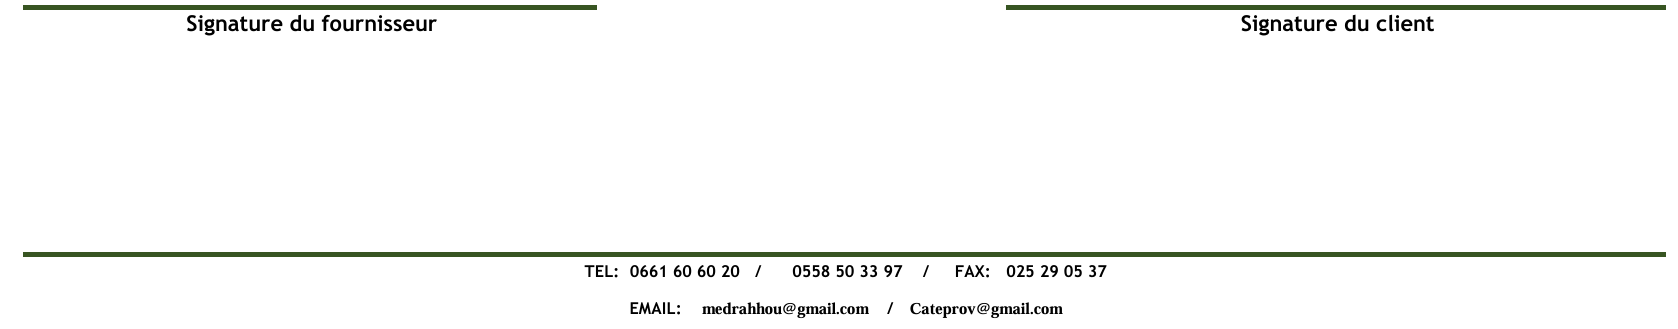 Signature du fournisseur Signature du client
TEL: 0661 60 60 20 / 0558 50 33 97 / FAX: 025 29 05 37
EMAIL: medrahhou@gmail.com / Cateprov@gmail.com